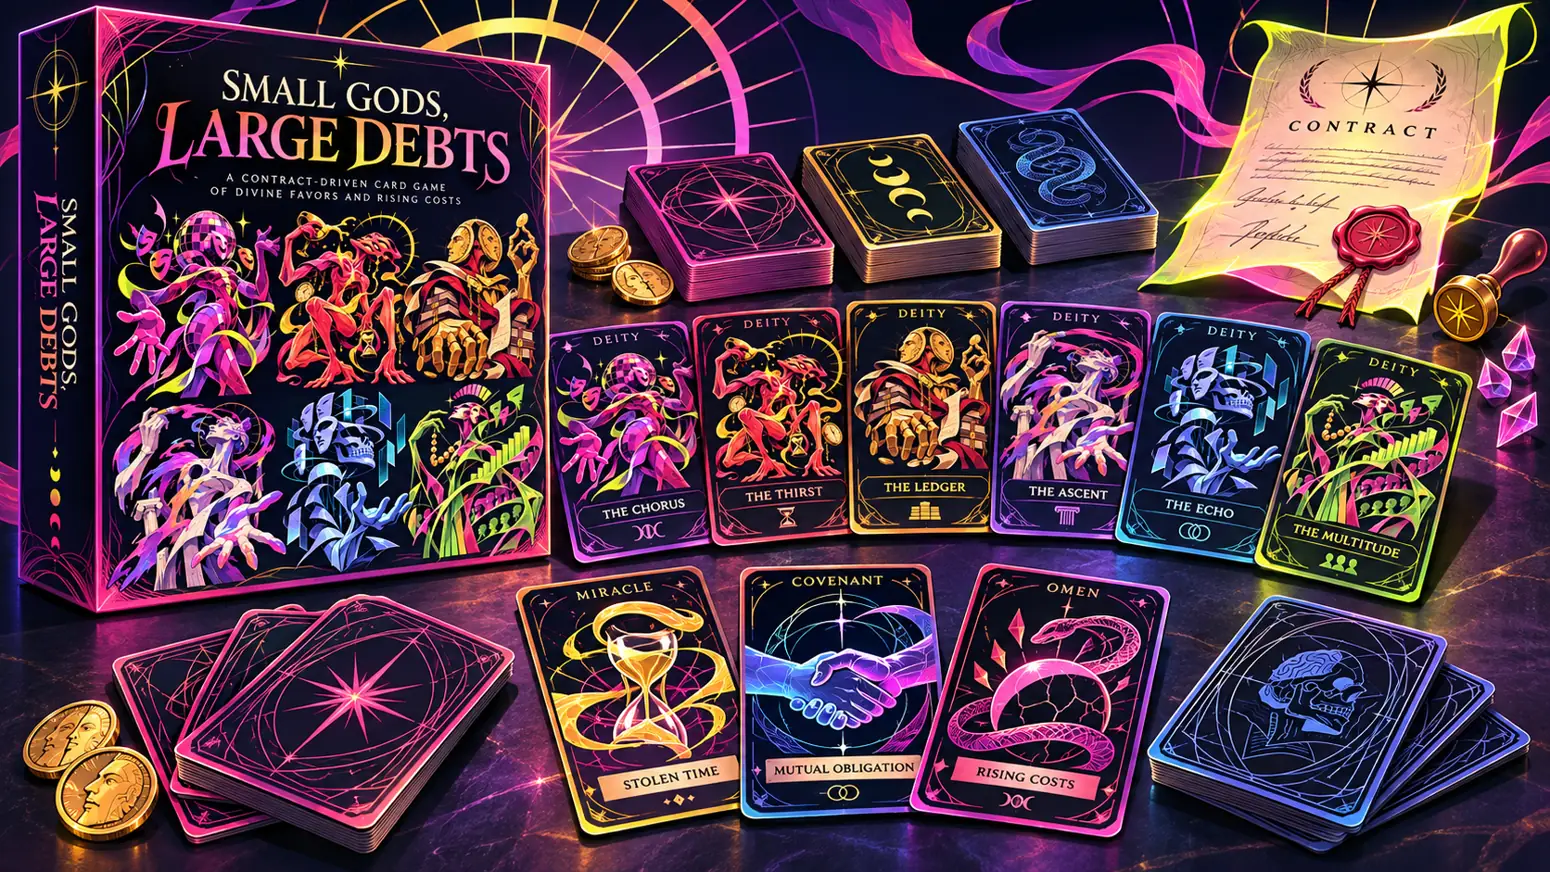 SMALL GODS,
LARGE DEBTS
A CONTRACT-DRIVEN CARD GAME
OF DIVINE FAVORS AND RISING COSTS
SMALL GODS,
LARGE DEBTS
CONTRACT
DEITY
THE CHORUS
DEITY
THE THIRST
DEITY
THE LEDGER
DEITY
THE ASCENT
DEITY
THE ECHO
DEITY
THE MULTITUDE
MIRACLE
STOLEN TIME
COVENANT
MUTUAL OBLIGATION
OMEN
RISING COSTS